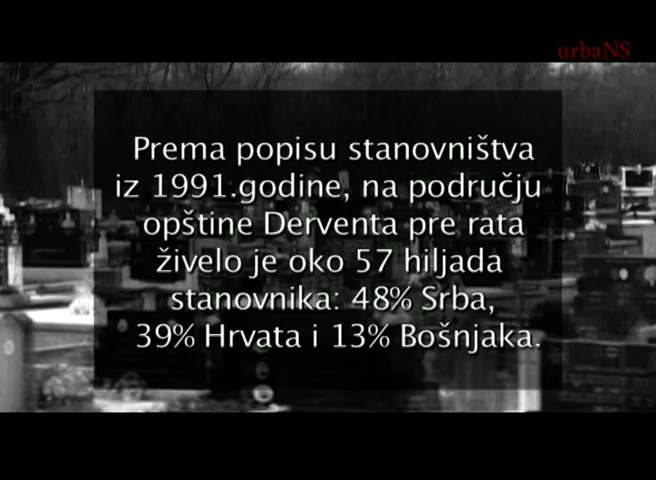 urbaNS
Prema popisu stanovništva
iz 1991.godine, na području
opštine Derventa pre rata
živelo je oko 57 hiljada
stanovnika: 48% Srba,
39% Hrvata i 13% Bošnjaka.